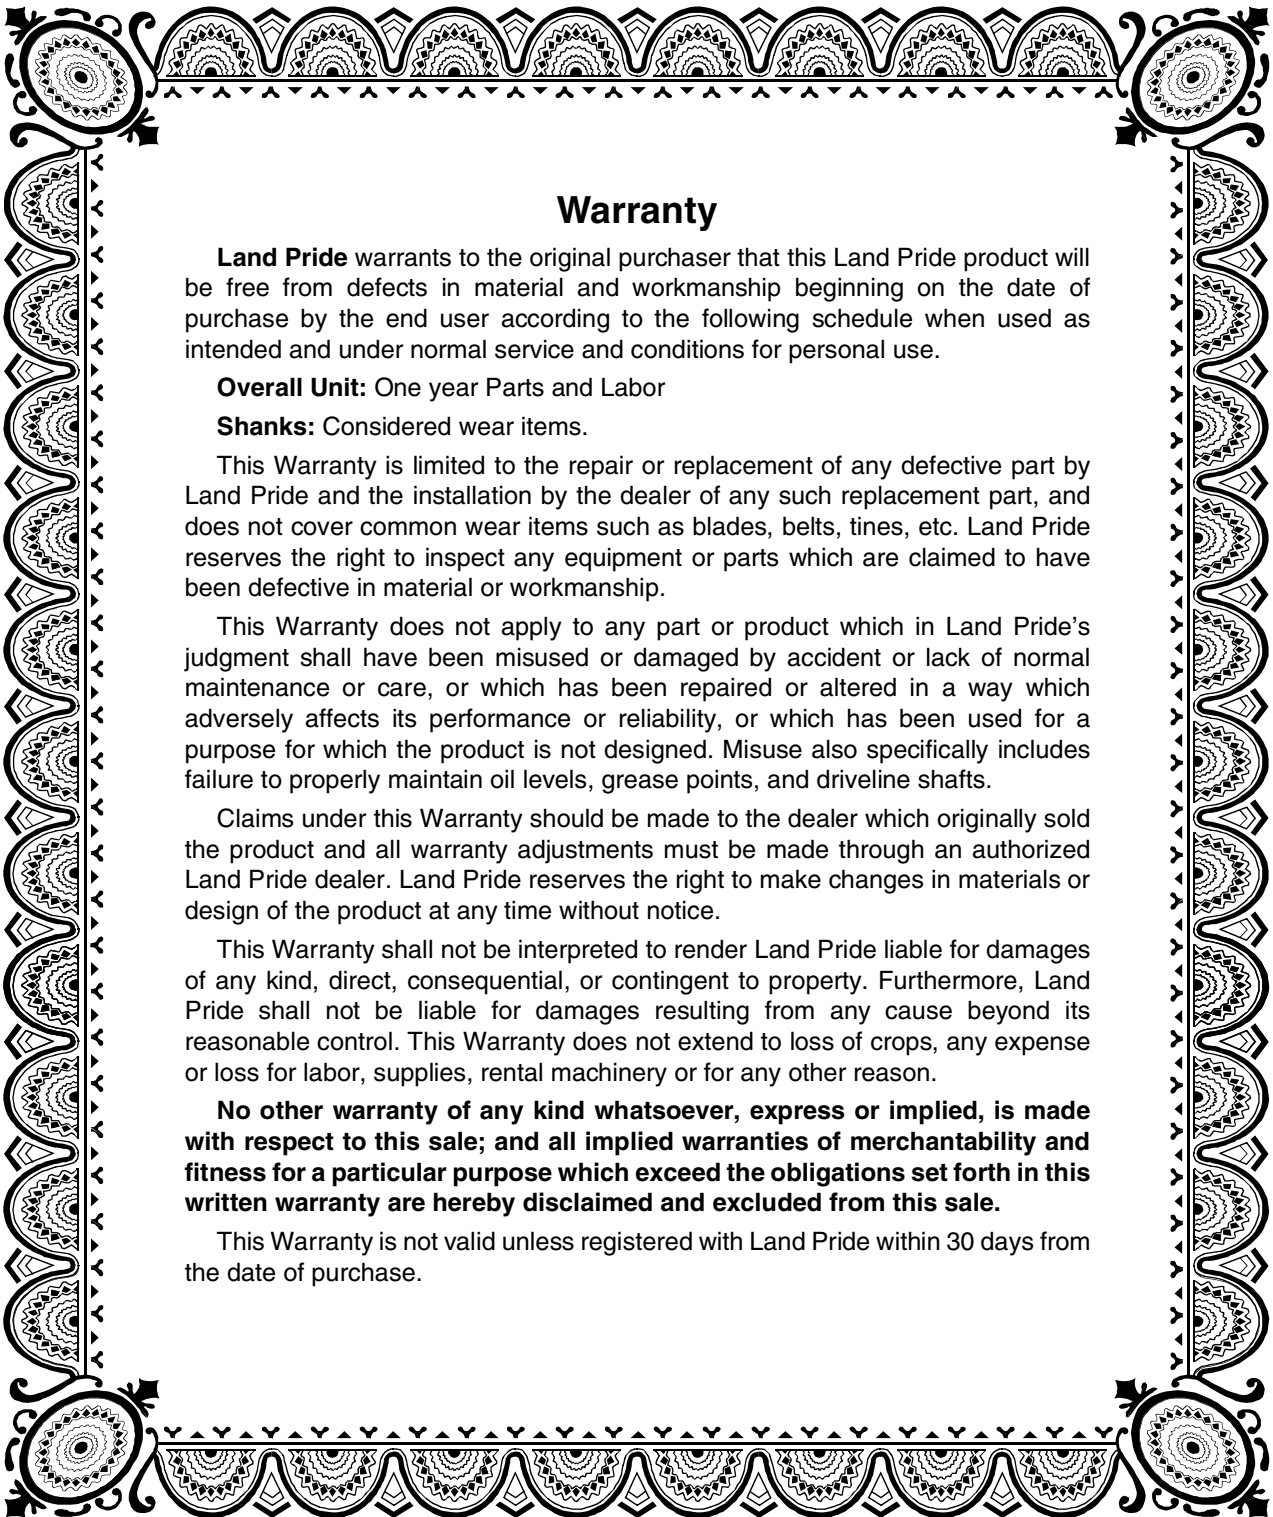 Warranty
Land Pride warrants to the original purchaser that this Land Pride product will
be free from defects in material and workmanship beginning on the date of
purchase by the end user according to the following schedule when used as
intended and under normal service and conditions for personal use.
Overall Unit: One year Parts and Labor
Shanks: Considered wear items.
This Warranty is limited to the repair or replacement of any defective part by
Land Pride and the installation by the dealer of any such replacement part, and
does not cover common wear items such as blades, belts, tines, etc. Land Pride
reserves the right to inspect any equipment or parts which are claimed to have
been defective in material or workmanship.
This Warranty does not apply to any part or product which in Land Pride’s
judgment shall have been misused or damaged by accident or lack of normal
maintenance or care, or which has been repaired or altered in a way which
adversely affects its performance or reliability, or which has been used for a
purpose for which the product is not designed. Misuse also specifically includes
failure to properly maintain oil levels, grease points, and driveline shafts.
Claims under this Warranty should be made to the dealer which originally sold
the product and all warranty adjustments must be made through an authorized
Land Pride dealer. Land Pride reserves the right to make changes in materials or
design of the product at any time without notice.
This Warranty shall not be interpreted to render Land Pride liable for damages
of any kind, direct, consequential, or contingent to property. Furthermore, Land
Pride shall not be liable for damages resulting from any cause beyond its
reasonable control. This Warranty does not extend to loss of crops, any expense
or loss for labor, supplies, rental machinery or for any other reason.
No other warranty of any kind whatsoever, express or implied, is made
with respect to this sale; and all implied warranties of merchantability and
fitness for a particular purpose which exceed the obligations set forth in this
written warranty are hereby disclaimed and excluded from this sale.
This Warranty is not valid unless registered with Land Pride within 30 days from
the date of purchase.